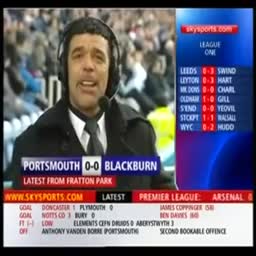 skysports.com
LEAGUE
ONE
LEEDS 0-3 SWIND
LEYTON 0-3 HART
MK DONS 0-0 CHARL
OLDHAM 1-0 GILL
S'END 0-0 YEOVIL
STCKPT 1-1 WALSALL
WYC 0-2 HUDD
PORTSMOUTH 0-0 BLACKBURN
LATEST FROM FRATTON PARK
WWW.SKYSPORTS.COM LATEST PREMIER LEAGUE: ARSENAL 0
GOAL DONCASTER 1 PLYMOUTH 0 JAMES COPPINGER (58)
GOAL NOTTS CO 3 BURY 0 BEN DAVIES (60)
FT (-) LOW ELEMENTS CEFN DRUIDS 0 ABERYSTWYTH 3
OFF ANTHONY VANDEN BORRE (PORTSMOUTH) SECOND BOOKABLE OFFENCE